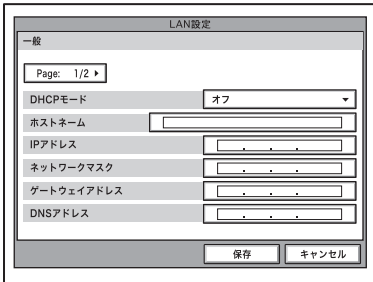 LAN設定
一般
Page: 1/2
DHCPモード オフ
ホストネーム
IPアドレス . . .
ネットワークマスク . . .
ゲートウェイアドレス . . .
DNSアドレス . . .
保存 キャンセル